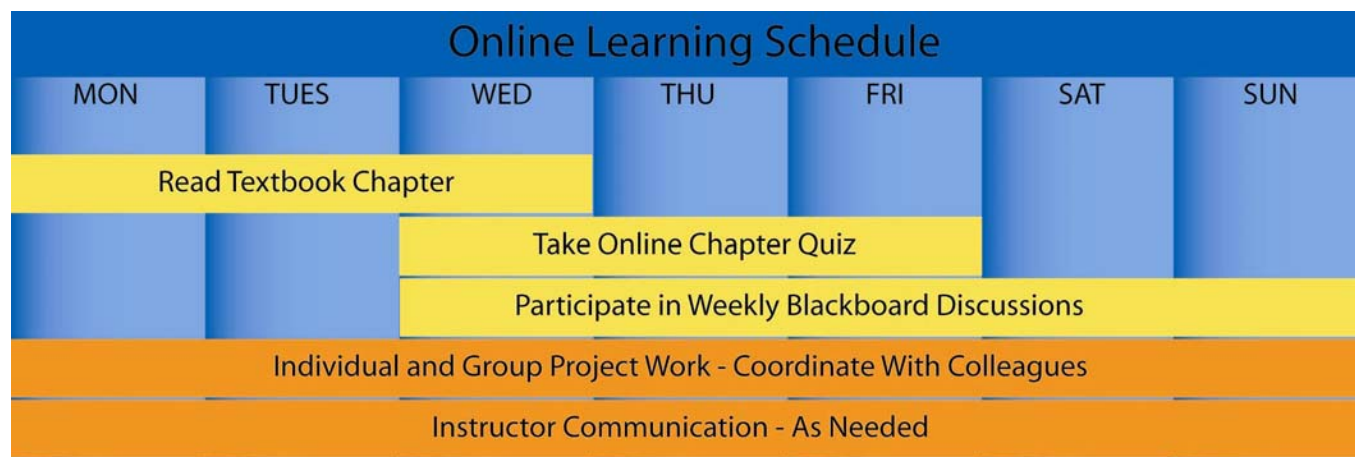 Online Learning Schedule
MON TUES WED THU FRI SAT SUN
Read Textbook Chapter
Take Online Chapter Quiz
Participate in Weekly Blackboard Discussions
Individual and Group Project Work - Coordinate With Colleagues
Instructor Communication - As Needed